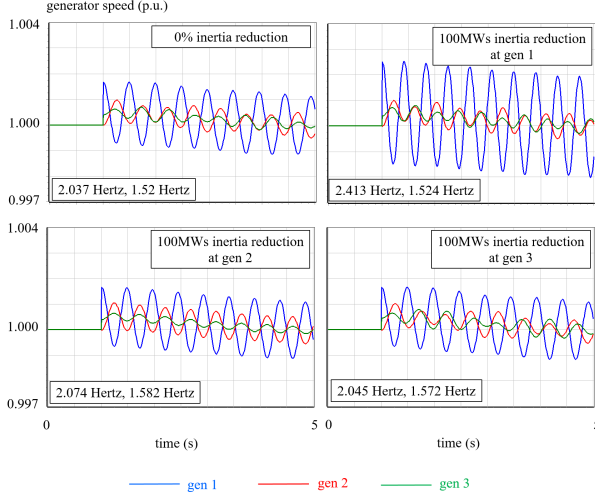 generator speed (p.u.)
1.004
0% inertia reduction
100MWs inertia reduction
at gen 1
1.000
2.037 Hertz, 1.52 Hertz
2.413 Hertz, 1.524 Hertz
0.997
1.004
100MWs inertia reduction
at gen 2
100MWs inertia reduction
at gen 3
1.000
2.074 Hertz, 1.582 Hertz
2.045 Hertz, 1.572 Hertz
0.997
0 5 0
time (s) time (s)
gen 1 gen 2 gen 3